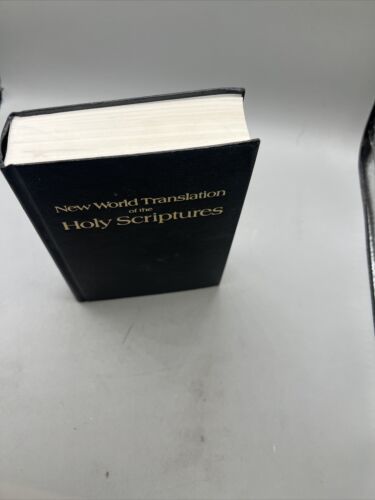 New World Translation
of the
Holy Scriptures